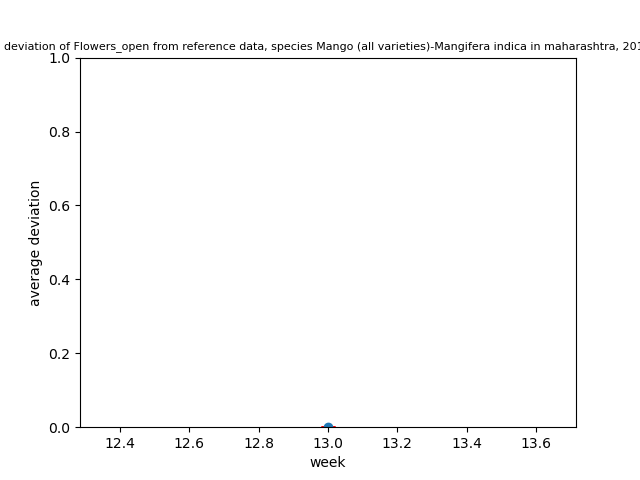 deviation of Flowers_open from reference data, species Mango (all varieties)-Mangifera indica in maharashtra, 201
1.0
0.8
0.6
0.4
0.2
0.0
average deviation
12.4 12.6 12.8 13.0 13.2 13.4 13.6
week